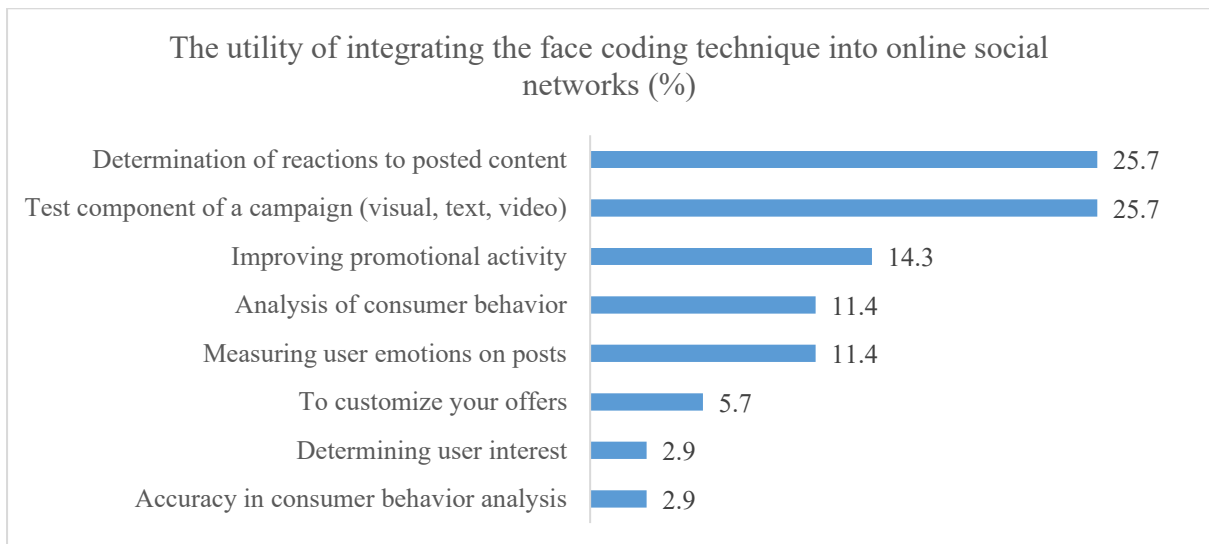 The utility of integrating the face coding technique into online social
networks (%)
Determination of reactions to posted content 25.7
Test component of a campaign (visual, text, video) 25.7
Improving promotional activity 14.3
Analysis of consumer behavior 11.4
Measuring user emotions on posts 11.4
To customize your offers 5.7
Determining user interest 2.9
Accuracy in consumer behavior analysis 2.9